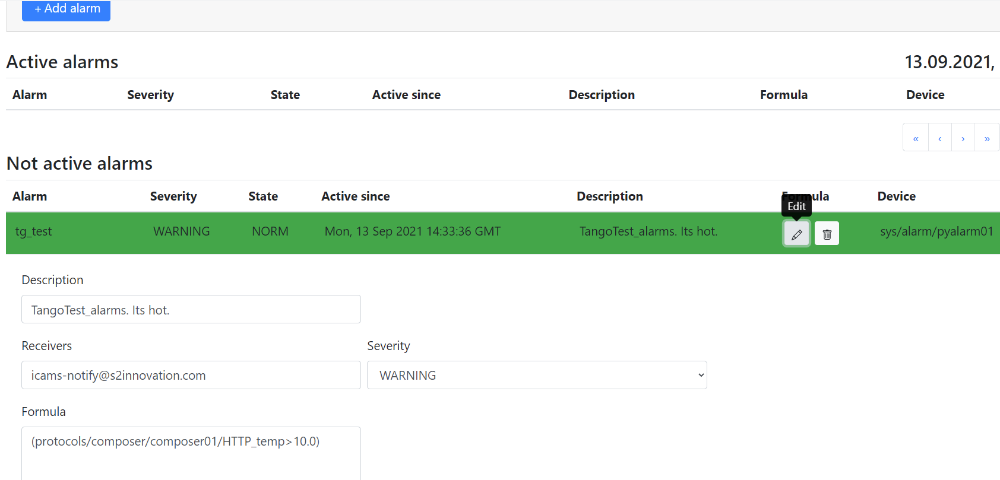 + Add alarm
Active alarms 13.09.2021,
Alarm Severity State Active since Description Formula Device
« ‹ › »
Not active alarms
Alarm Severity State Active since Description Formula Device
Edit
tg_test WARNING NORM Mon, 13 Sep 2021 14:33:36 GMT TangoTest_alarms. Its hot. sys/alarm/pyalarm01
Description
TangoTest_alarms. Its hot.
Receivers Severity
icams-notify@s2innovation.com WARNING
Formula
(protocols/composer/composer01/HTTP_temp>10.0)